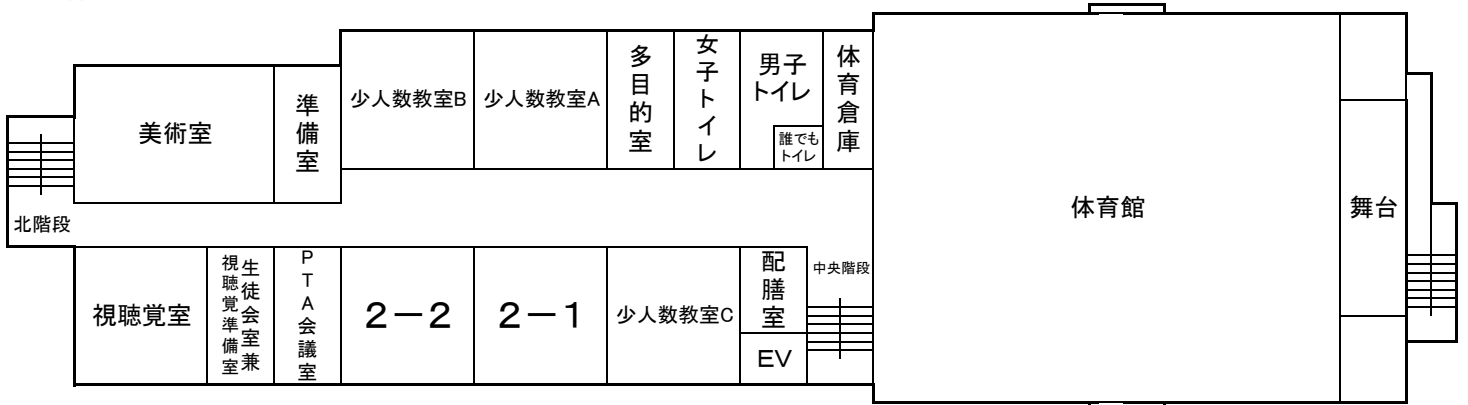 美術室
準備室
少人数教室B
少人数教室A
多目的室
女子トイレ
男子
トイレ
誰でも
トイレ
体育倉庫
体育館
舞台
北階段
視聴覚室
生徒会室兼
視聴覚準備室
PTA会議室
2－2
2－1
少人数教室C
配膳室
EV
中央階段